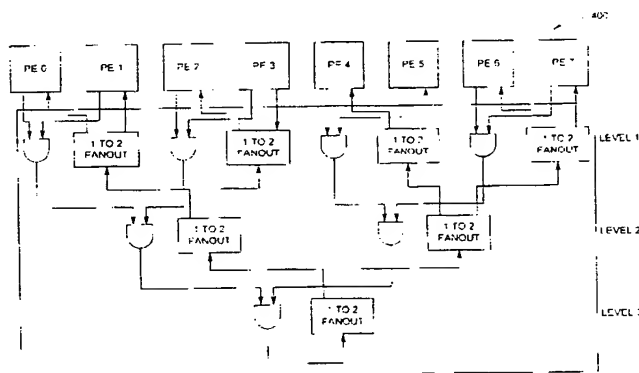 400
PE 0 PE 1 PE 2 PE 3 PE 4 PE 5 PE 6 PE 7
1 TO 2 FANOUT
1 TO 2 FANOUT
1 TO 2 FANOUT
1 TO 2 FANOUT
LEVEL 1
1 TO 2 FANOUT
1 TO 2 FANOUT
LEVEL 2
1 TO 2 FANOUT
LEVEL